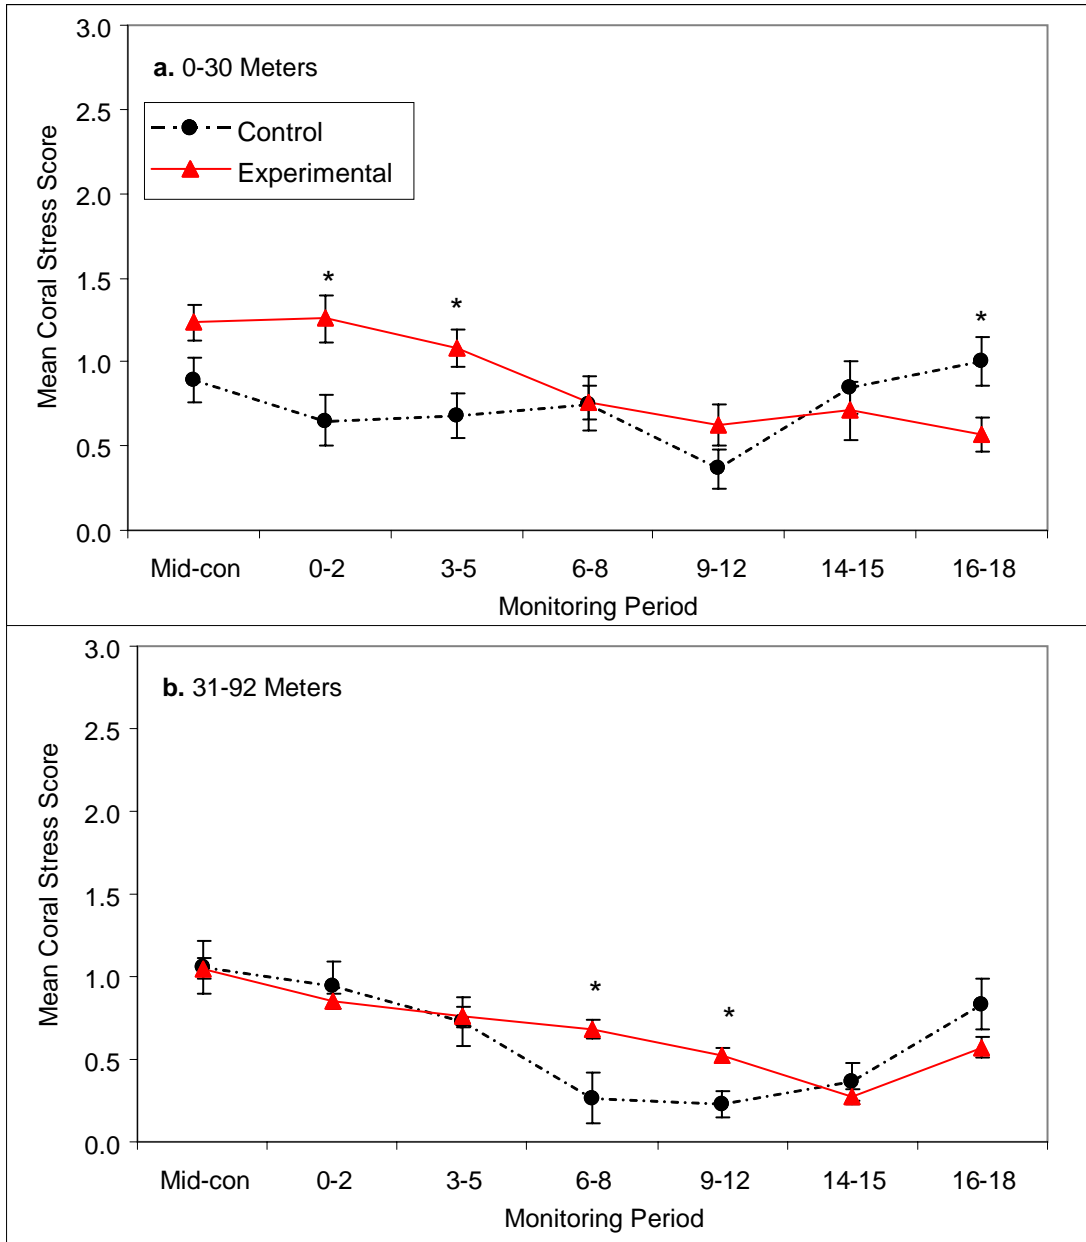 3.0
a. 0-30 Meters
2.5
Control
Experimental
2.0
1.5
* * *
1.0
0.5
0.0
Mean Coral Stress Score
Mid-con 0-2 3-5 6-8 9-12 14-15 16-18
Monitoring Period
3.0
b. 31-92 Meters
2.5
2.0
1.5
1.0
* *
0.5
0.0
Mean Coral Stress Score
Mid-con 0-2 3-5 6-8 9-12 14-15 16-18
Monitoring Period